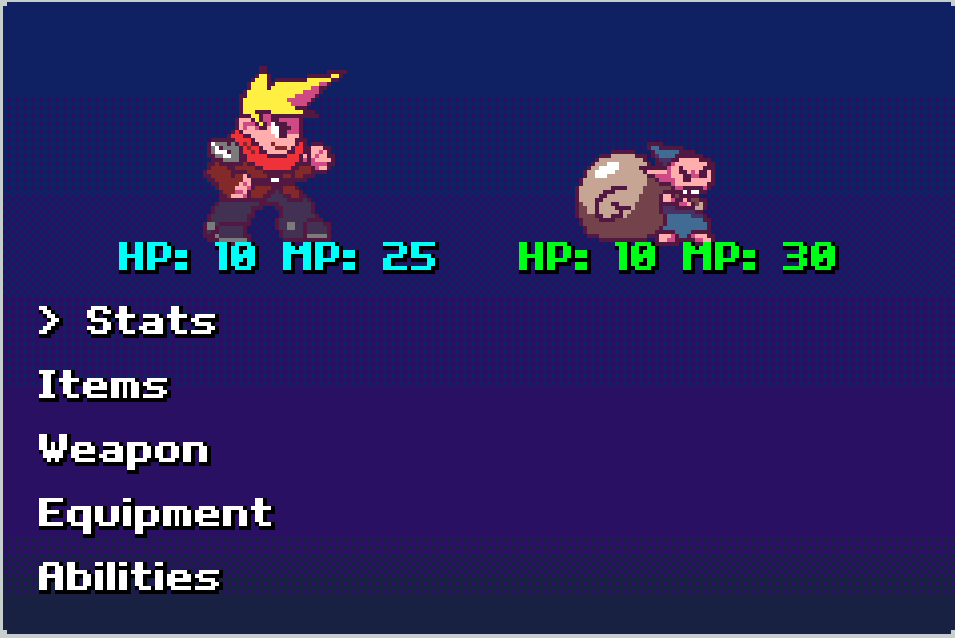 HP: 10 MP: 25 HP: 10 MP: 30
> Stats
Items
Weapon
Equipment
Abilities